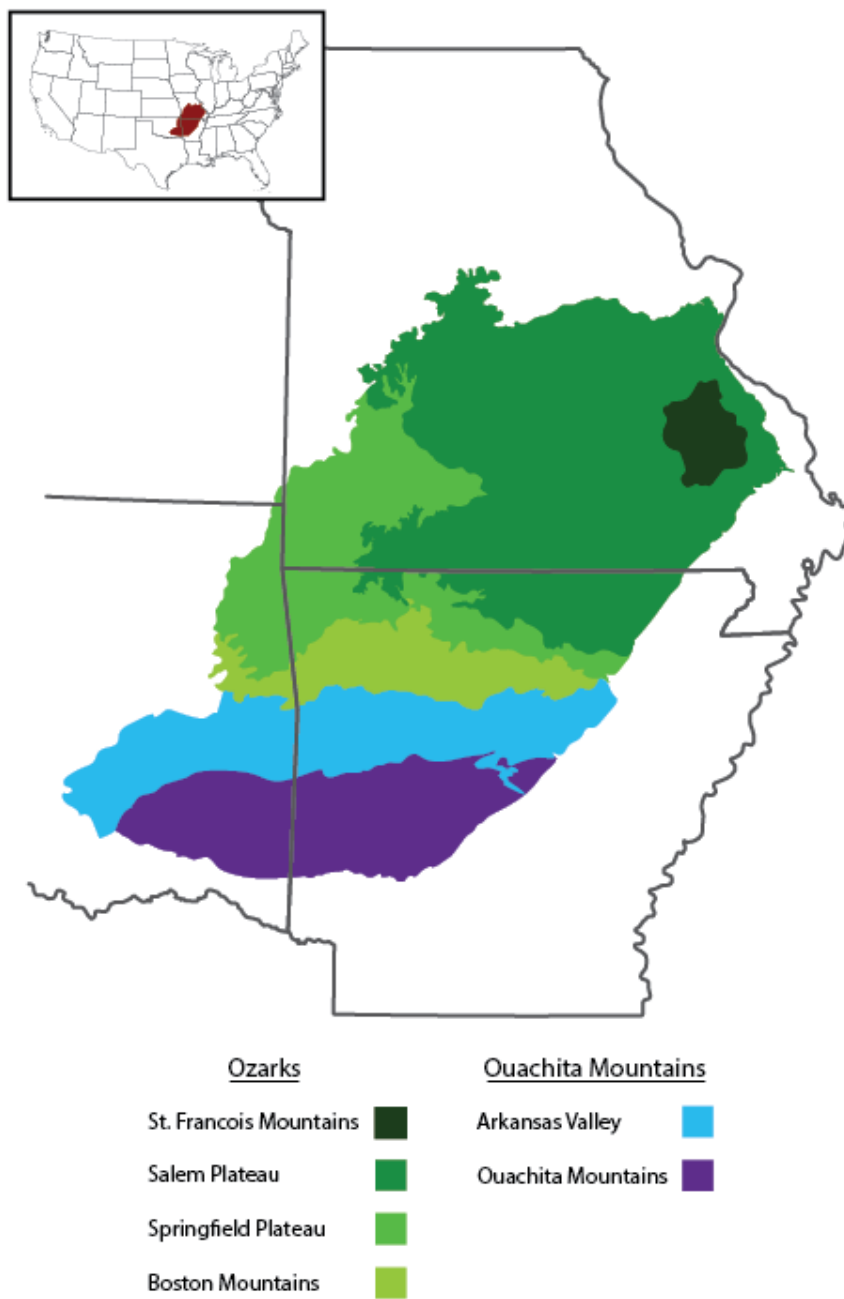 Ozarks
St. Francois Mountains
Salem Plateau
Springfield Plateau
Boston Mountains
Ouachita Mountains
Arkansas Valley
Ouachita Mountains